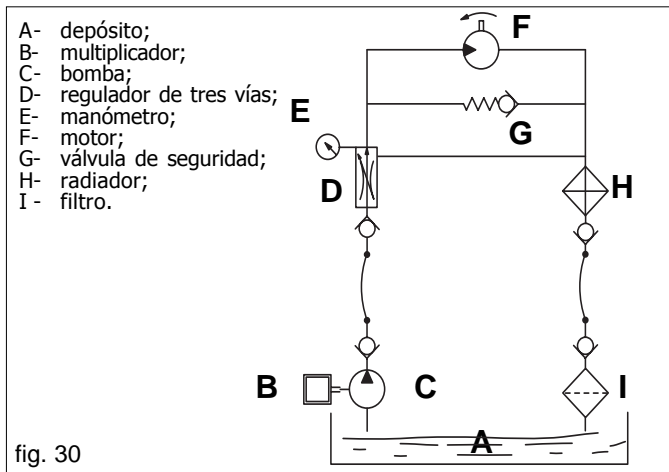 A- depósito;
B- multiplicador;
C- bomba;
D- regulador de tres vías;
E- manómetro;
F- motor;
G- válvula de seguridad;
H- radiador;
I - filtro.
F
E
G
D
H
B
C
I
A
fig. 30